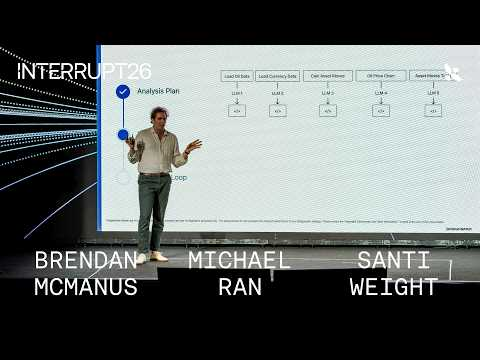 INTERRUPT26
Load Oil Data
Load Currency Data
Calc Asset Moves
Oil Price Chart
Asset Moves
Analysis Plan
LLM 1
LLM 2
LLM 3
LLM 4
LLM 5
</>
</>
</>
</>
</>
Loop
BRENDAN
MCMANUS
MICHAEL
RAN
SANTI
WEIGHT